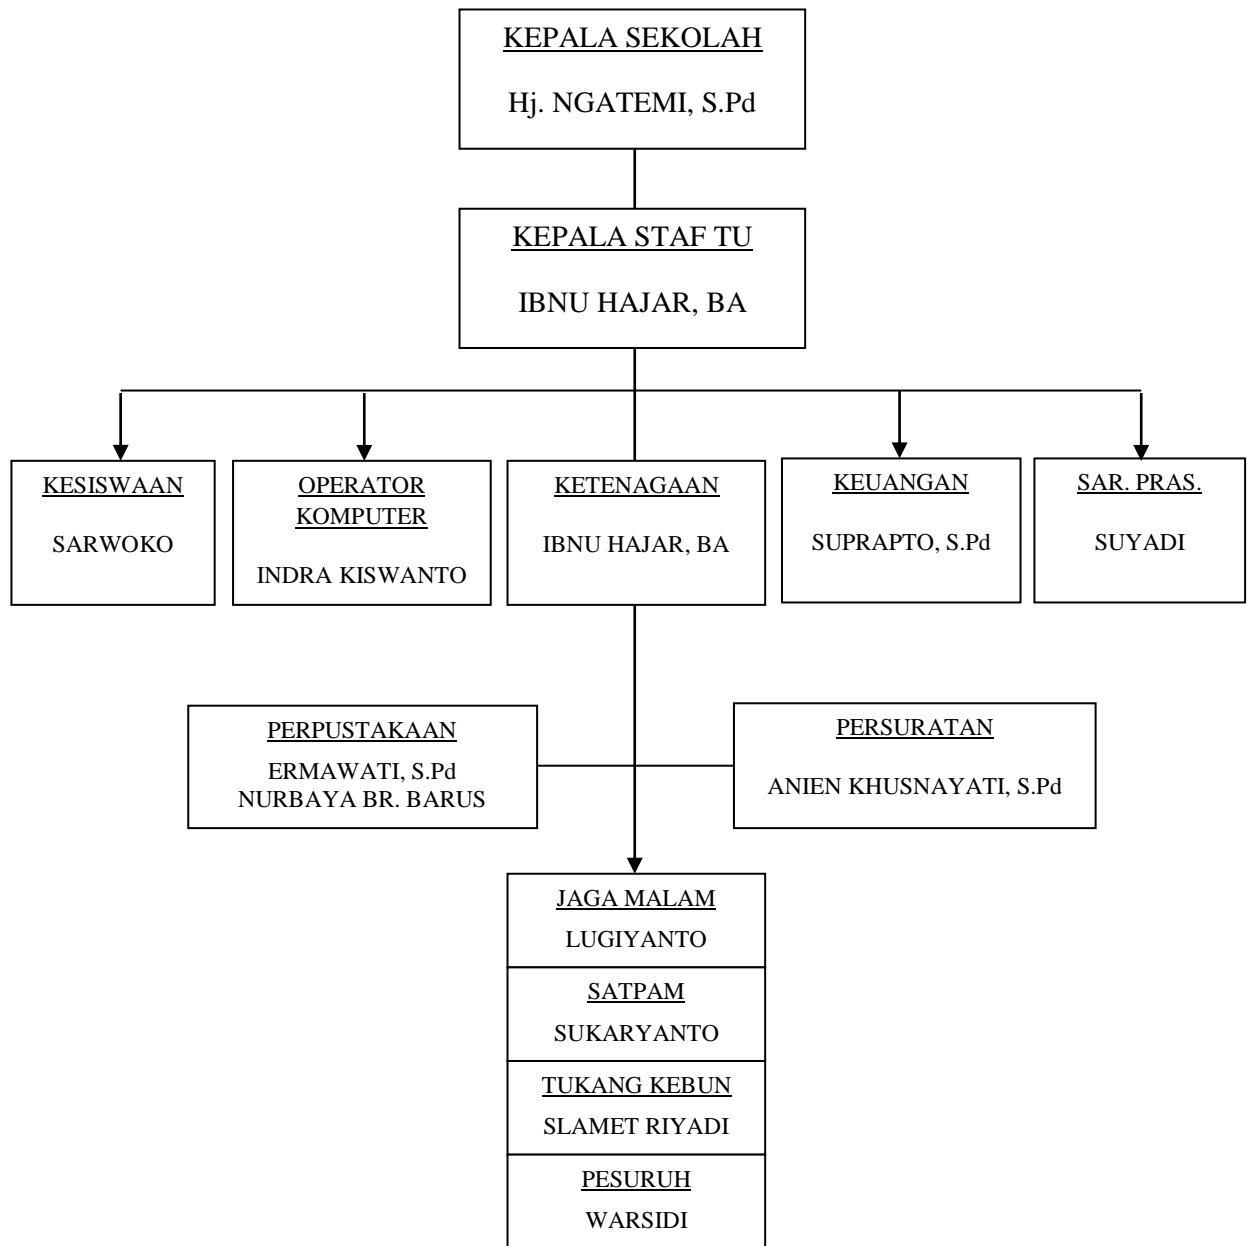 KEPALA SEKOLAH
Hj. NGATEMI, S.Pd
KEPALA STAF TU
IBNU HAJAR, BA
KESISWAAN
SARWOKO
OPERATOR
KOMPUTER
INDRA KISWANTO
KETENAGAAN
IBNU HAJAR, BA
KEUANGAN
SUPRAPTO, S.Pd
SAR. PRAS.
SUYADI
PERPUSTAKAAN
ERMAWATI, S.Pd
NURBAYA BR. BARUS
PERSURATAN
ANIEN KHUSNAYATI, S.Pd
JAGA MALAM
LUGIYANTO
SATPAM
SUKARYANTO
TUKANG KEBUN
SLAMET RIYADI
PESURUH
WARSIDI